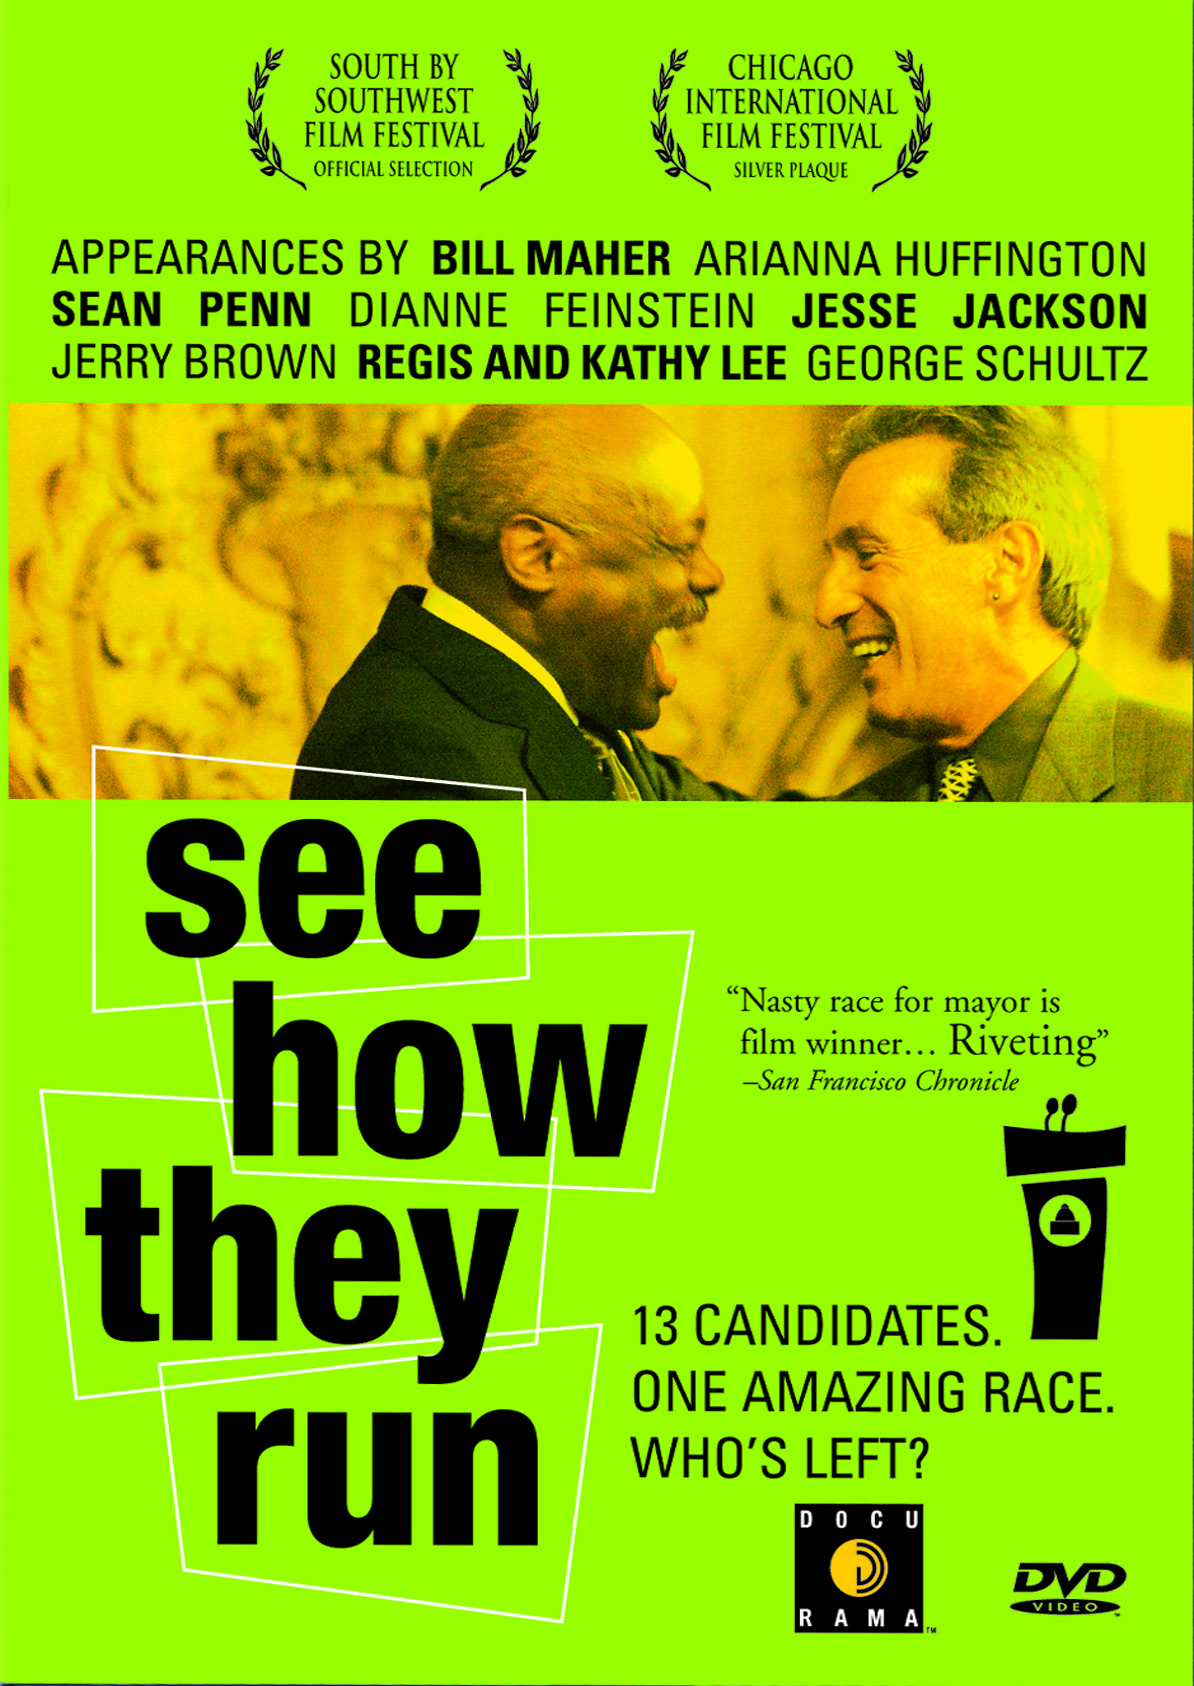 SOUTH BY
SOUTHWEST
FILM FESTIVAL
OFFICIAL SELECTION
CHICAGO
INTERNATIONAL
FILM FESTIVAL
SILVER PLAQUE
APPEARANCES BY BILL MAHER ARIANNA HUFFINGTON
SEAN PENN DIANNE FEINSTEIN JESSE JACKSON
JERRY BROWN REGIS AND KATHY LEE GEORGE SCHULTZ
see
how
they
run
“Nasty race for mayor is
film winner… Riveting”
–San Francisco Chronicle
13 CANDIDATES.
ONE AMAZING RACE.
WHO’S LEFT?
DOCU
RAMA™
DVD
VIDEO™